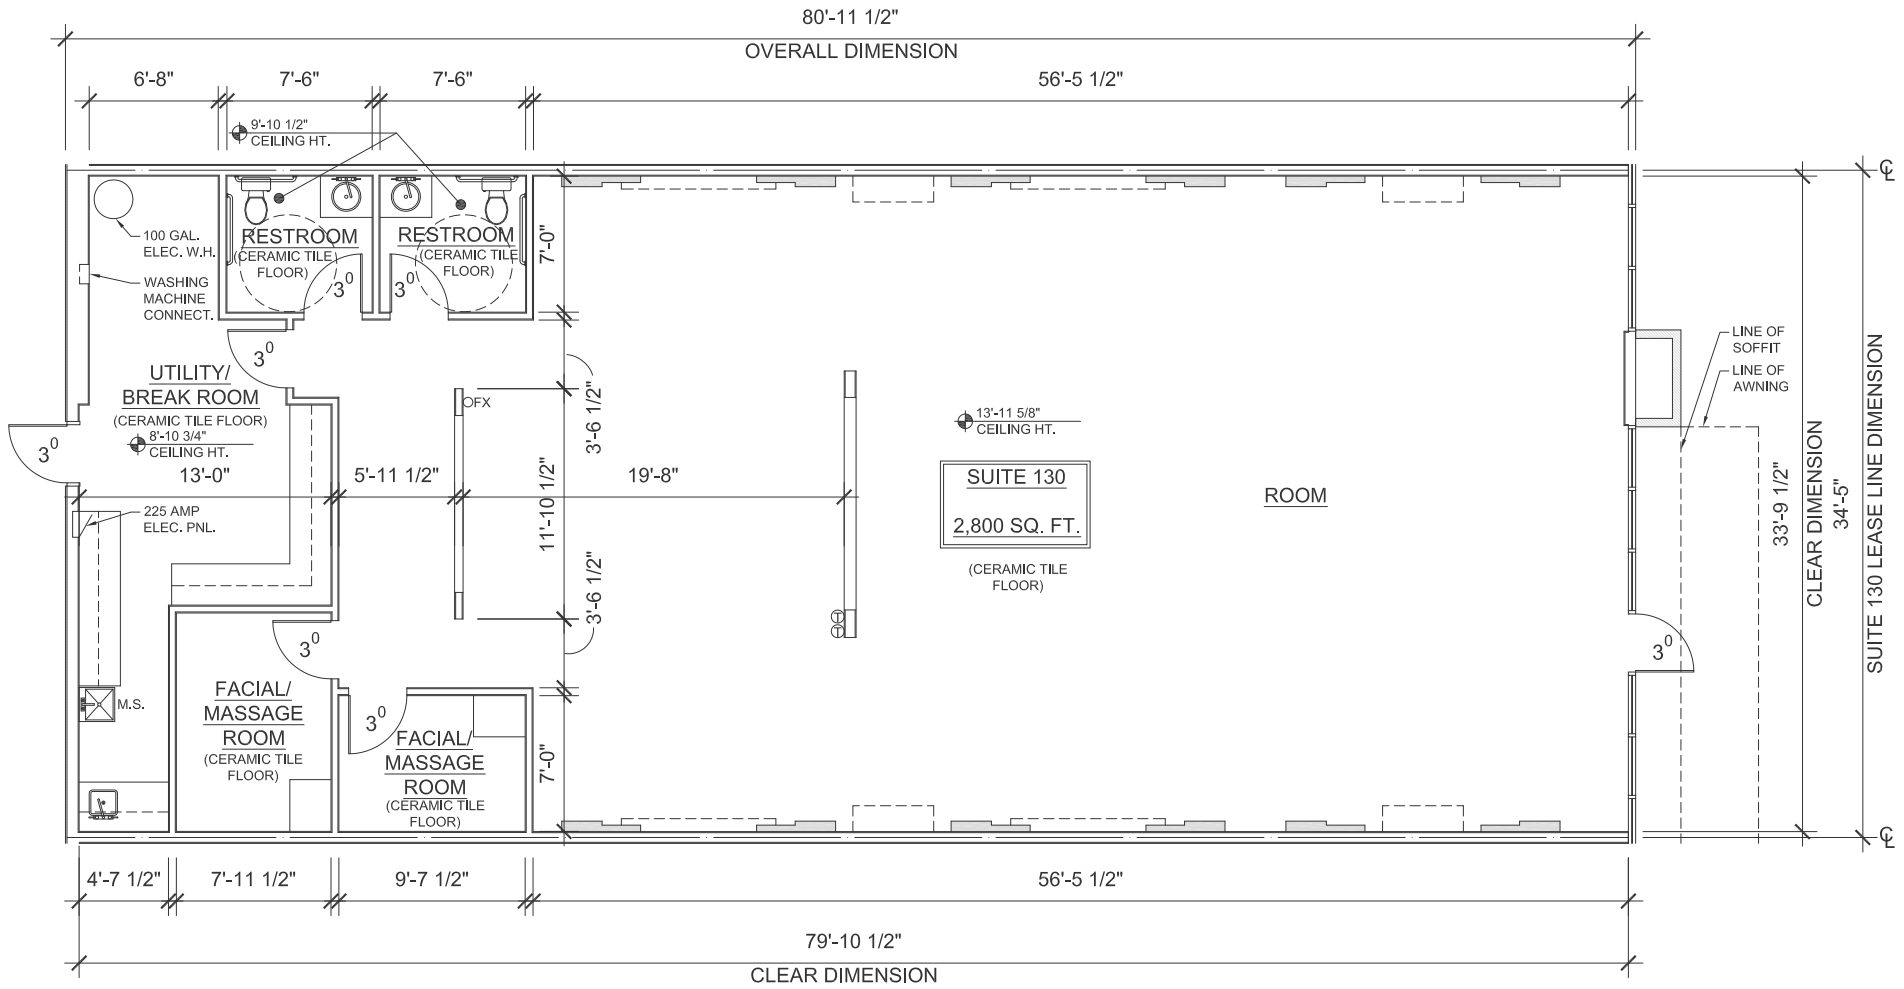 80'-11 1/2"
OVERALL DIMENSION
6'-8"
7'-6"
7'-6"
56'-5 1/2"
9'-10 1/2"
CEILING HT.
℄
100 GAL.
ELEC. W.H.
WASHING
MACHINE
CONNECT.
RESTROOM
(CERAMIC TILE
FLOOR)
3⁰
RESTROOM
(CERAMIC TILE
FLOOR)
3⁰
7'-0"
3⁰
UTILITY/
BREAK ROOM
(CERAMIC TILE FLOOR)
8'-10 3/4"
CEILING HT.
3⁰
13'-0"
5'-11 1/2"
OFX
3'-6 1/2"
11'-10 1/2"
3'-6 1/2"
19'-8"
13'-11 5/8"
CEILING HT.
SUITE 130
2,800 SQ. FT.
(CERAMIC TILE
FLOOR)
ROOM
T
T
LINE OF
SOFFIT
LINE OF
AWNING
33'-9 1/2"
CLEAR DIMENSION
34'-5"
SUITE 130 LEASE LINE DIMENSION
3⁰
225 AMP
ELEC. PNL.
M.S.
3⁰
FACIAL/
MASSAGE
ROOM
(CERAMIC TILE
FLOOR)
3⁰
FACIAL/
MASSAGE
ROOM
(CERAMIC TILE
FLOOR)
7'-0"
℄
4'-7 1/2"
7'-11 1/2"
9'-7 1/2"
56'-5 1/2"
79'-10 1/2"
CLEAR DIMENSION